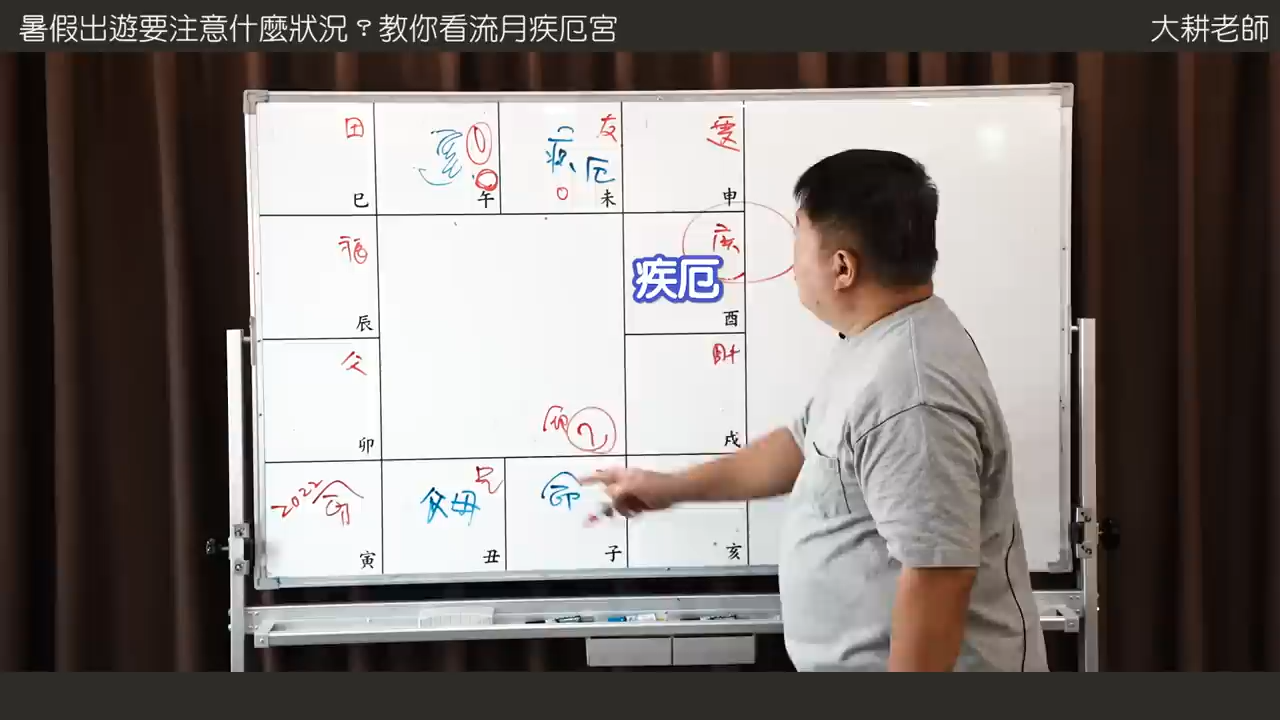 暑假出遊要注意什麼狀況？教你看流月疾厄宮
大耕老師
田
巳
午
友
疾厄
未
遷
申
福
辰
疾
疾厄
酉
父
卯
財
戌
2022 命
寅
兄
父母
丑
命
子
亥